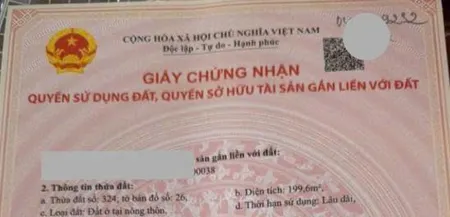 CỘNG HÒA XÃ HỘI CHỦ NGHĨA VIỆT NAM
Độc lập - Tự do - Hạnh phúc
9252
GIẤY CHỨNG NHẬN
QUYỀN SỬ DỤNG ĐẤT, QUYỀN SỞ HỮU TÀI SẢN GẮN LIỀN VỚI ĐẤT
sản gắn liền với đất:
00038
2. Thông tin thửa đất:
a. Thửa đất số: 324, tờ bản đồ số: 26,
b. Diện tích: 199,6m²,
c. Loại đất: Đất ở tại nông thôn,
d. Thời hạn sử dụng: Lâu dài,